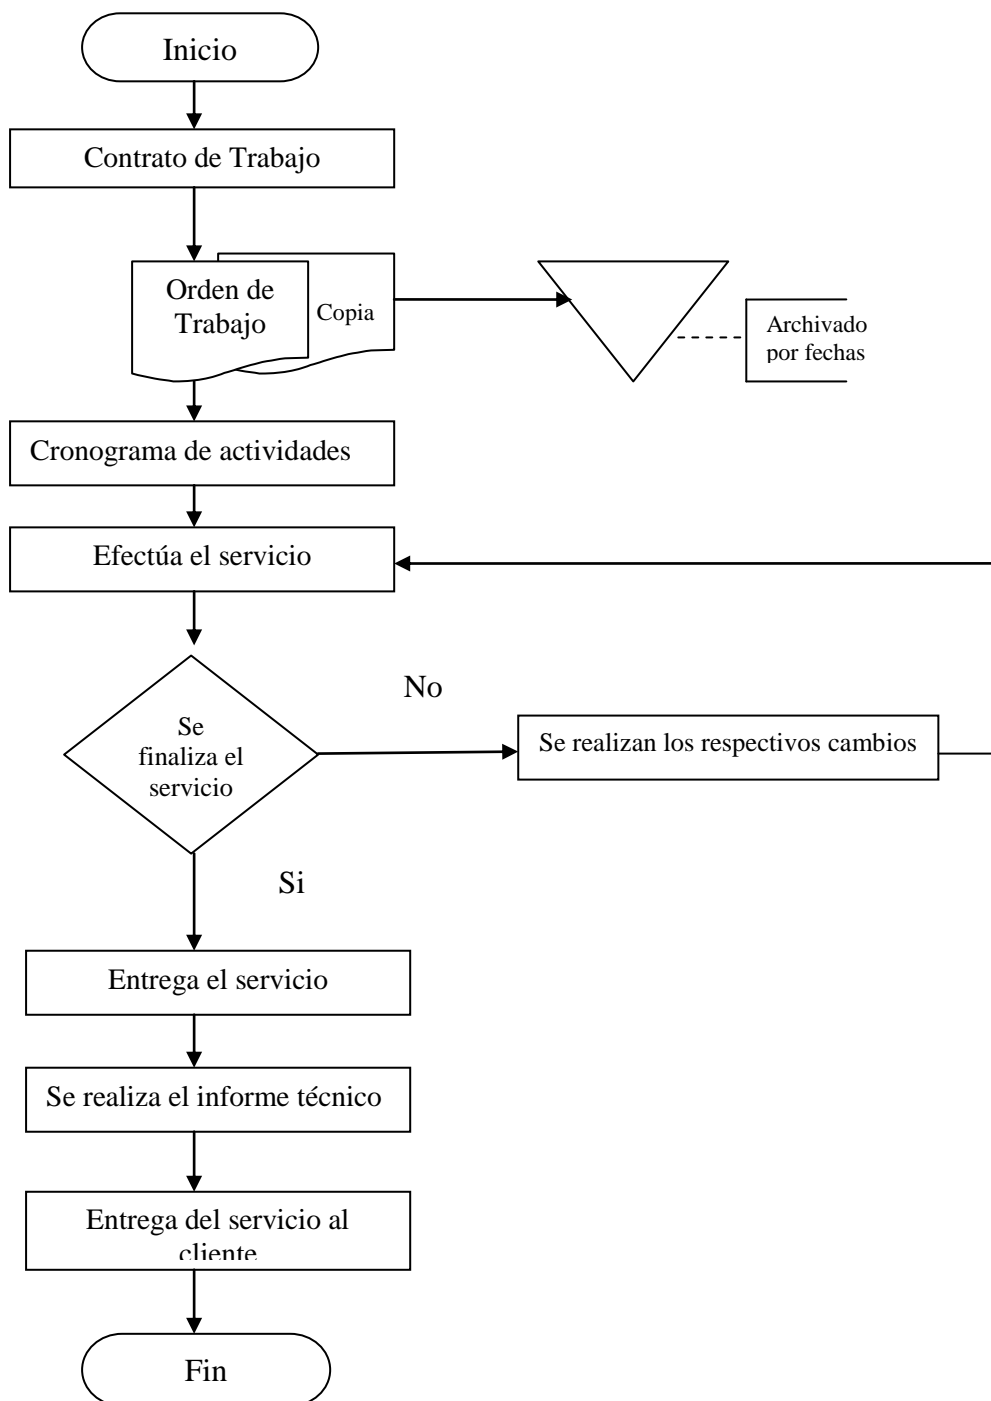 Inicio
Contrato de Trabajo
Orden de
Trabajo
Copia
Archivado
por fechas
Cronograma de actividades
Efectúa el servicio
No
Se
finaliza el
servicio
Se realizan los respectivos cambios
Si
Entrega el servicio
Se realiza el informe técnico
Entrega del servicio al
cliente
Fin